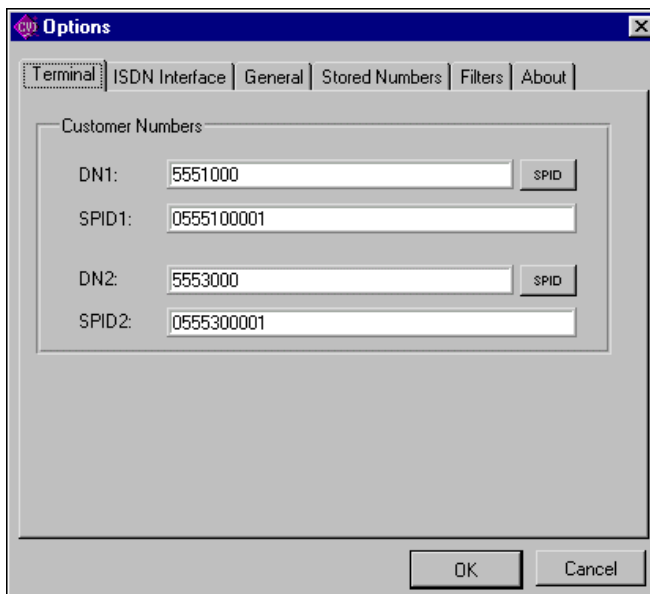 CVI Options
Terminal ISDN Interface General Stored Numbers Filters About
Customer Numbers
DN1: 5551000 SPID
SPID1: 0555100001
DN2: 5553000 SPID
SPID2: 0555300001
OK Cancel